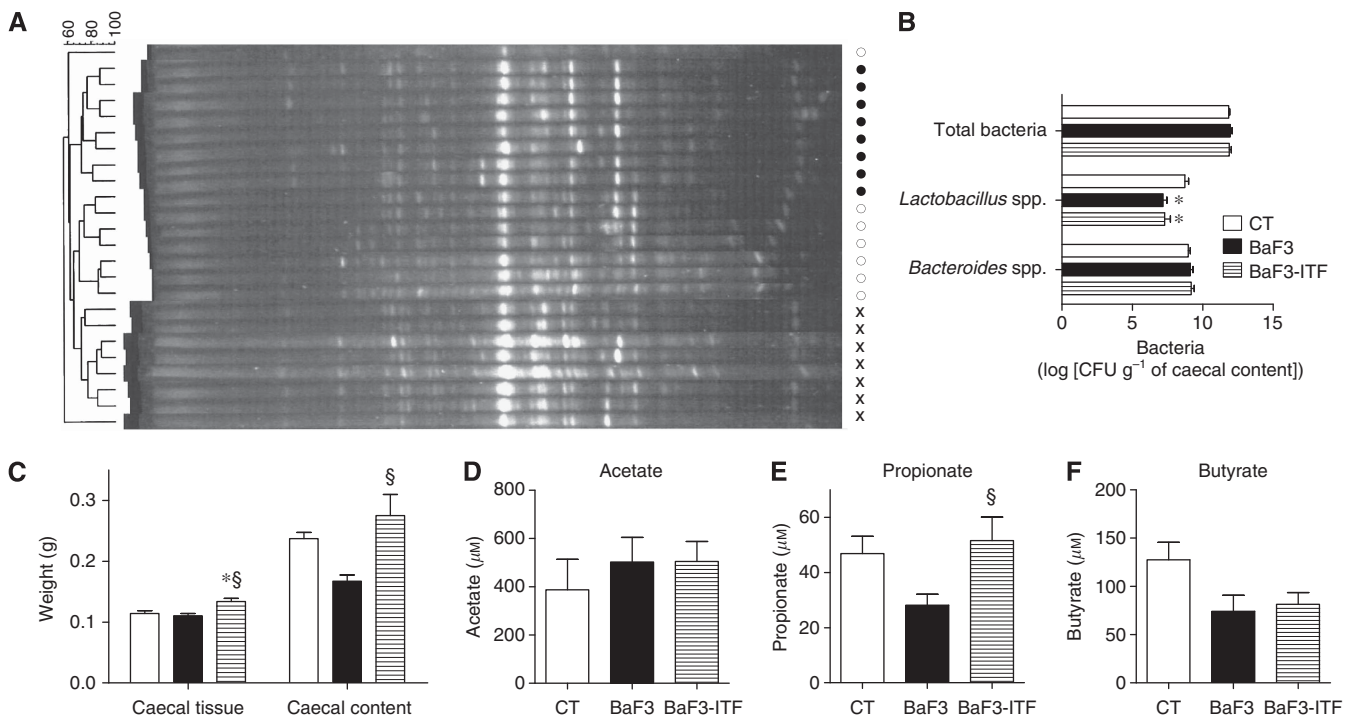 A
60
80
100
○
●
●
●
●
●
●
●
●
○
○
○
○
○
○
x
x
x
x
x
x
x
B
Total bacteria
Lactobacillus spp.
*
*
Bacteroides spp.
CT
BaF3
BaF3-ITF
0 5 10 15
Bacteria
(log [CFU g⁻¹ of caecal content])
C
Weight (g)
0.3
0.2
0.1
0.0
*§
§
Caecal tissue Caecal content
D
Acetate
Acetate (μM)
800
600
400
200
0
CT BaF3 BaF3-ITF
E
Propionate
Propionate (μM)
60
40
20
0
§
CT BaF3 BaF3-ITF
F
Butyrate
Butyrate (μM)
200
150
100
50
0
CT BaF3 BaF3-ITF